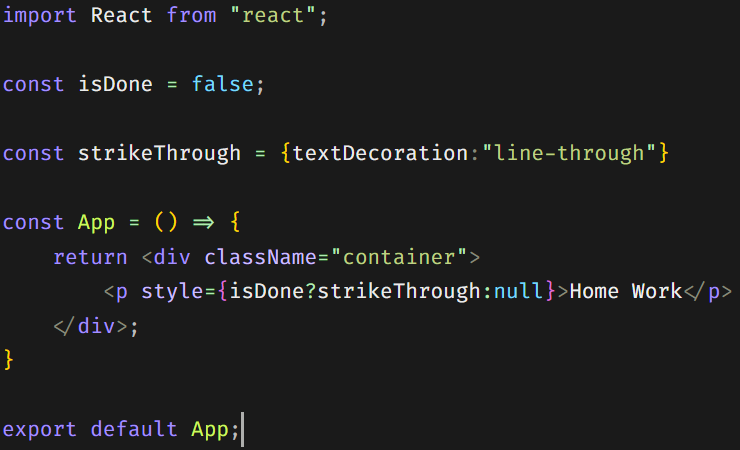 import React from "react";
const isDone = false;
const strikeThrough = {textDecoration:"line-through"}
const App = () => {
return <div className="container">
<p style={isDone?strikeThrough:null}>Home Work</p>
</div>;
}
export default App;